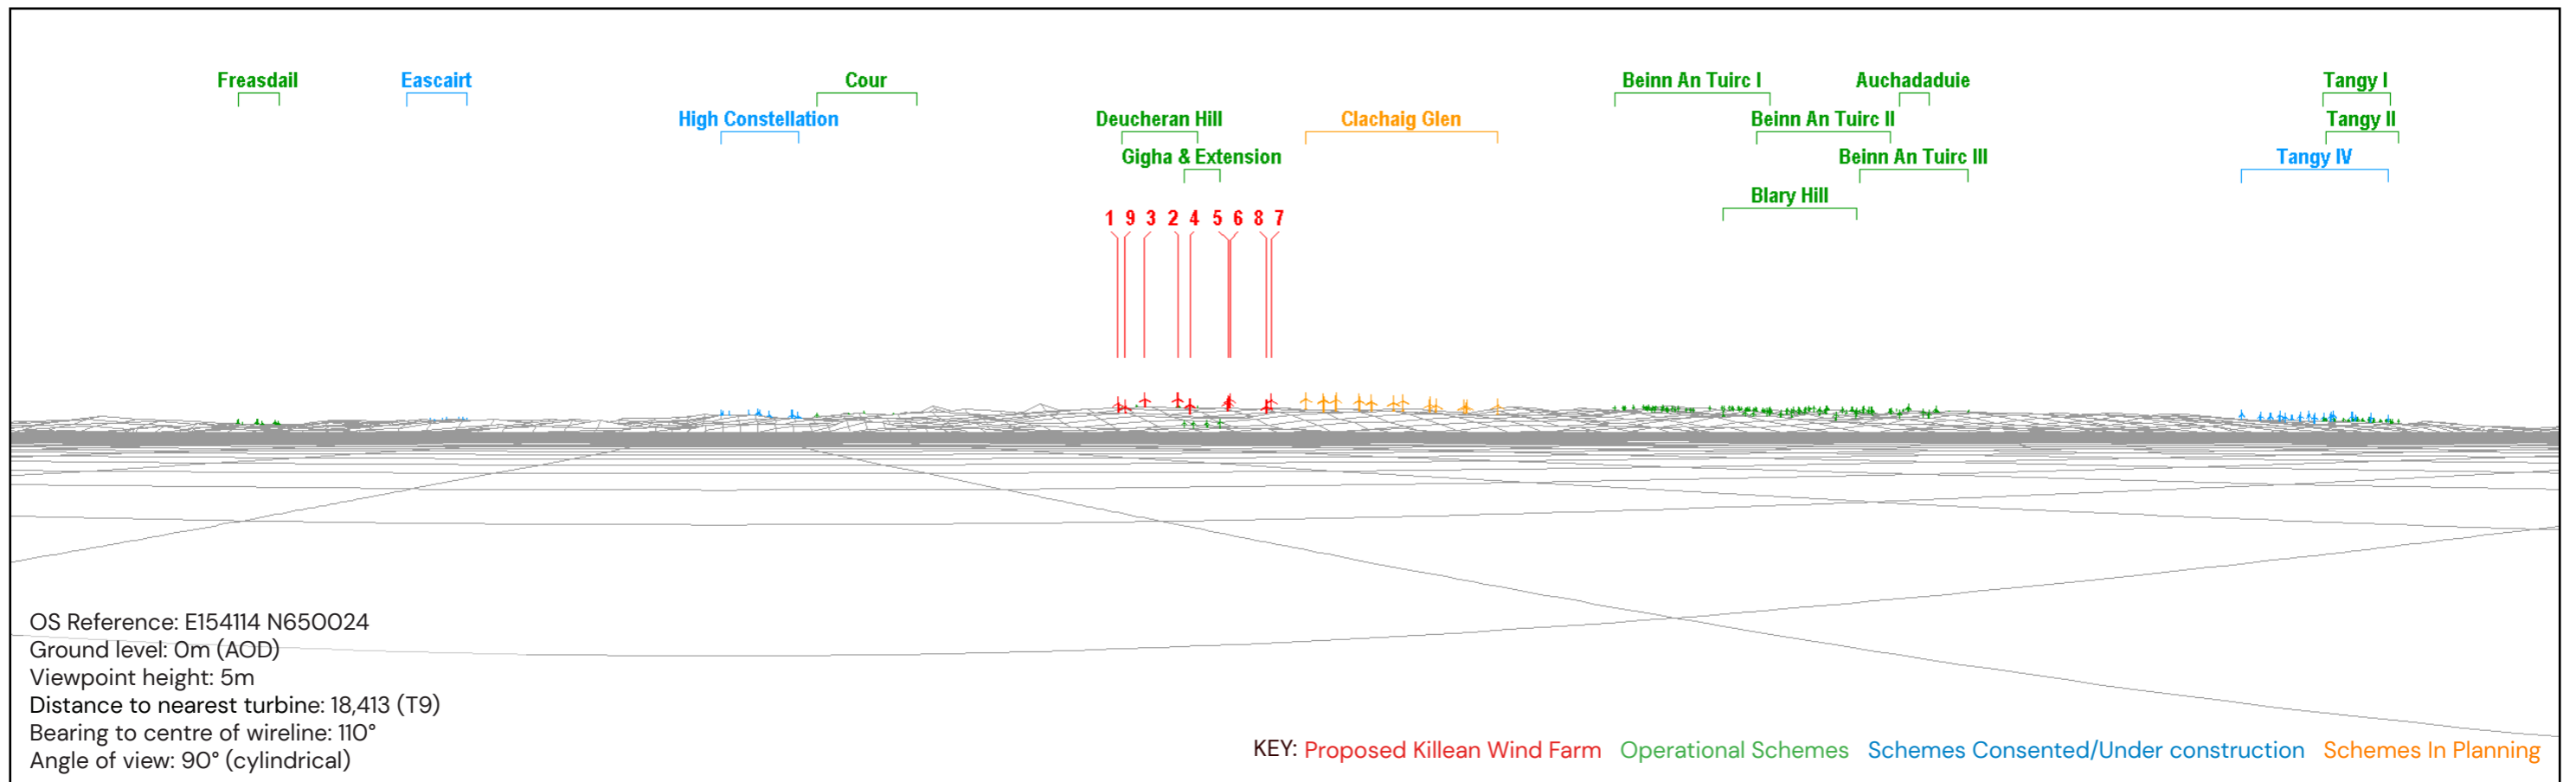 Freasdail
Eascairt
Cour
Beinn An Tuirc I
Auchadaduie
Tangy I
High Constellation
Deucheran Hill
Clachaig Glen
Beinn An Tuirc II
Tangy II
Gigha & Extension
Beinn An Tuirc III
Tangy IV
Blary Hill
1 9 3 2 4 5 6 8 7
OS Reference: E154114 N650024
Ground level: 0m (AOD)
Viewpoint height: 5m
Distance to nearest turbine: 18,413 (T9)
Bearing to centre of wireline: 110°
Angle of view: 90° (cylindrical)
KEY: Proposed Killean Wind Farm Operational Schemes Schemes Consented/Under construction Schemes In Planning